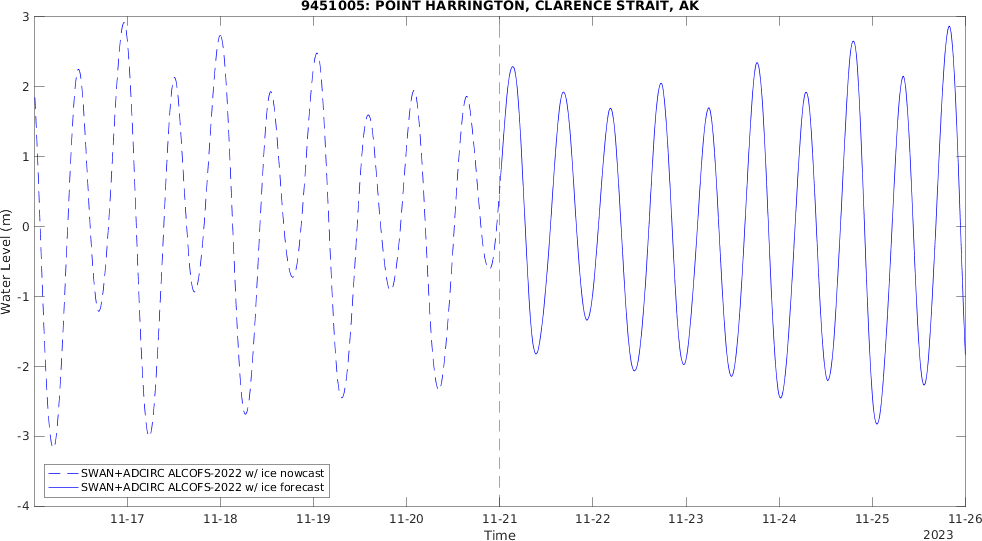 9451005: POINT HARRINGTON, CLARENCE STRAIT, AK
3
2
1
0
-1
-2
-3
-4
Water Level (m)
SWAN+ADCIRC ALCOFS-2022 w/ ice nowcast
SWAN+ADCIRC ALCOFS-2022 w/ ice forecast
11-17 11-18 11-19 11-20 11-21 11-22 11-23 11-24 11-25 11-26
Time
2023